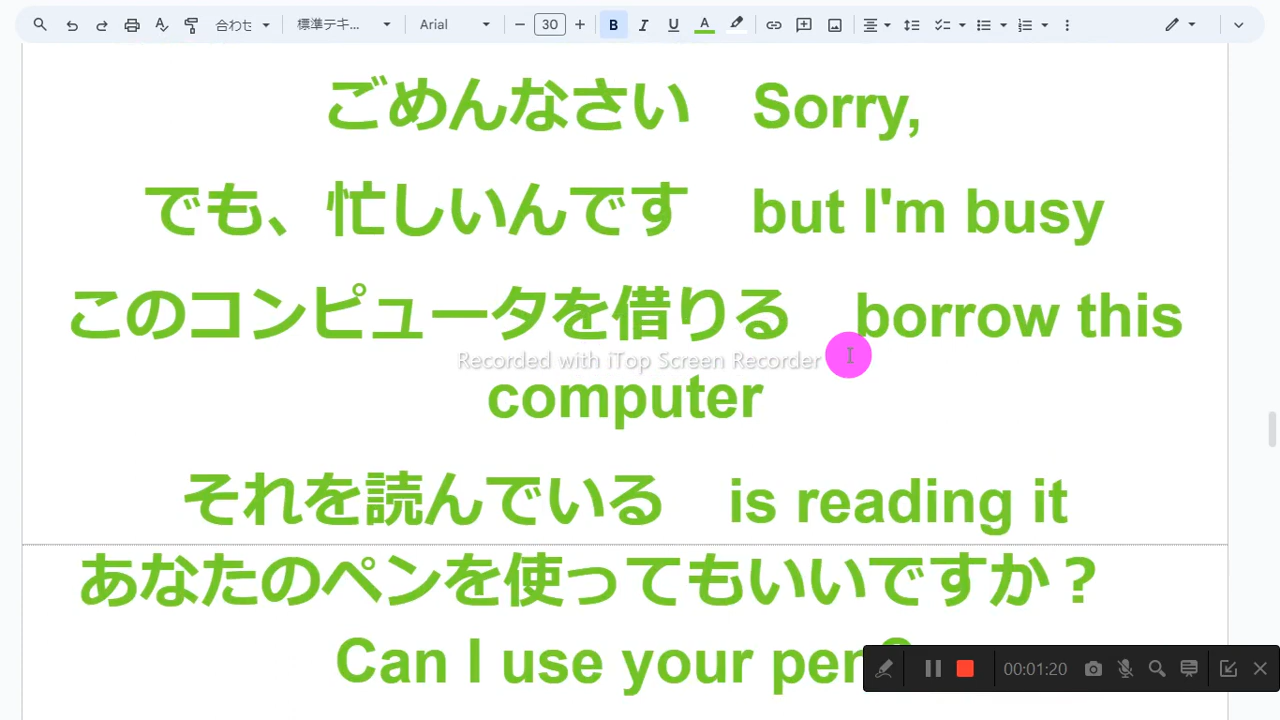 合わせ 標準テキ... Arial − 30 + B I U A
ごめんなさい Sorry,
でも、忙しいんです but I'm busy
このコンピュータを借りる borrow this
Recorded with iTop Screen Recorder
computer
それを読んでいる is reading it
あなたのペンを使ってもいいですか？
Can I use your pen?
00:01:20